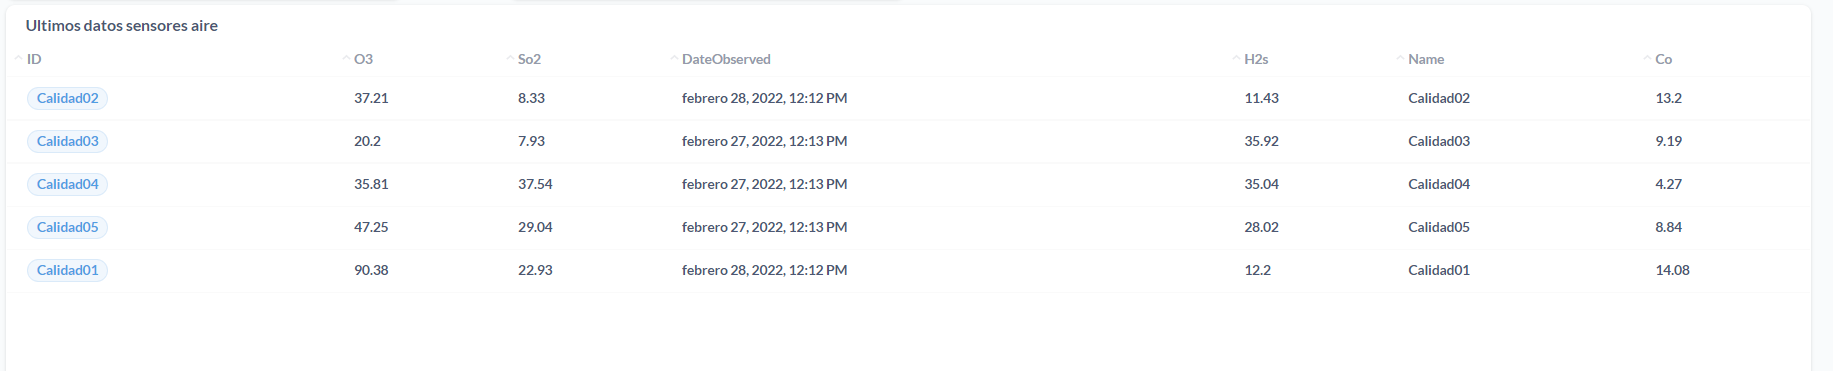 Ultimos datos sensores aire
ID O3 So2 DateObserved H2s Name Co
Calidad02 37.21 8.33 febrero 28, 2022, 12:12 PM 11.43 Calidad02 13.2
Calidad03 20.2 7.93 febrero 27, 2022, 12:13 PM 35.92 Calidad03 9.19
Calidad04 35.81 37.54 febrero 27, 2022, 12:13 PM 35.04 Calidad04 4.27
Calidad05 47.25 29.04 febrero 27, 2022, 12:13 PM 28.02 Calidad05 8.84
Calidad01 90.38 22.93 febrero 28, 2022, 12:12 PM 12.2 Calidad01 14.08